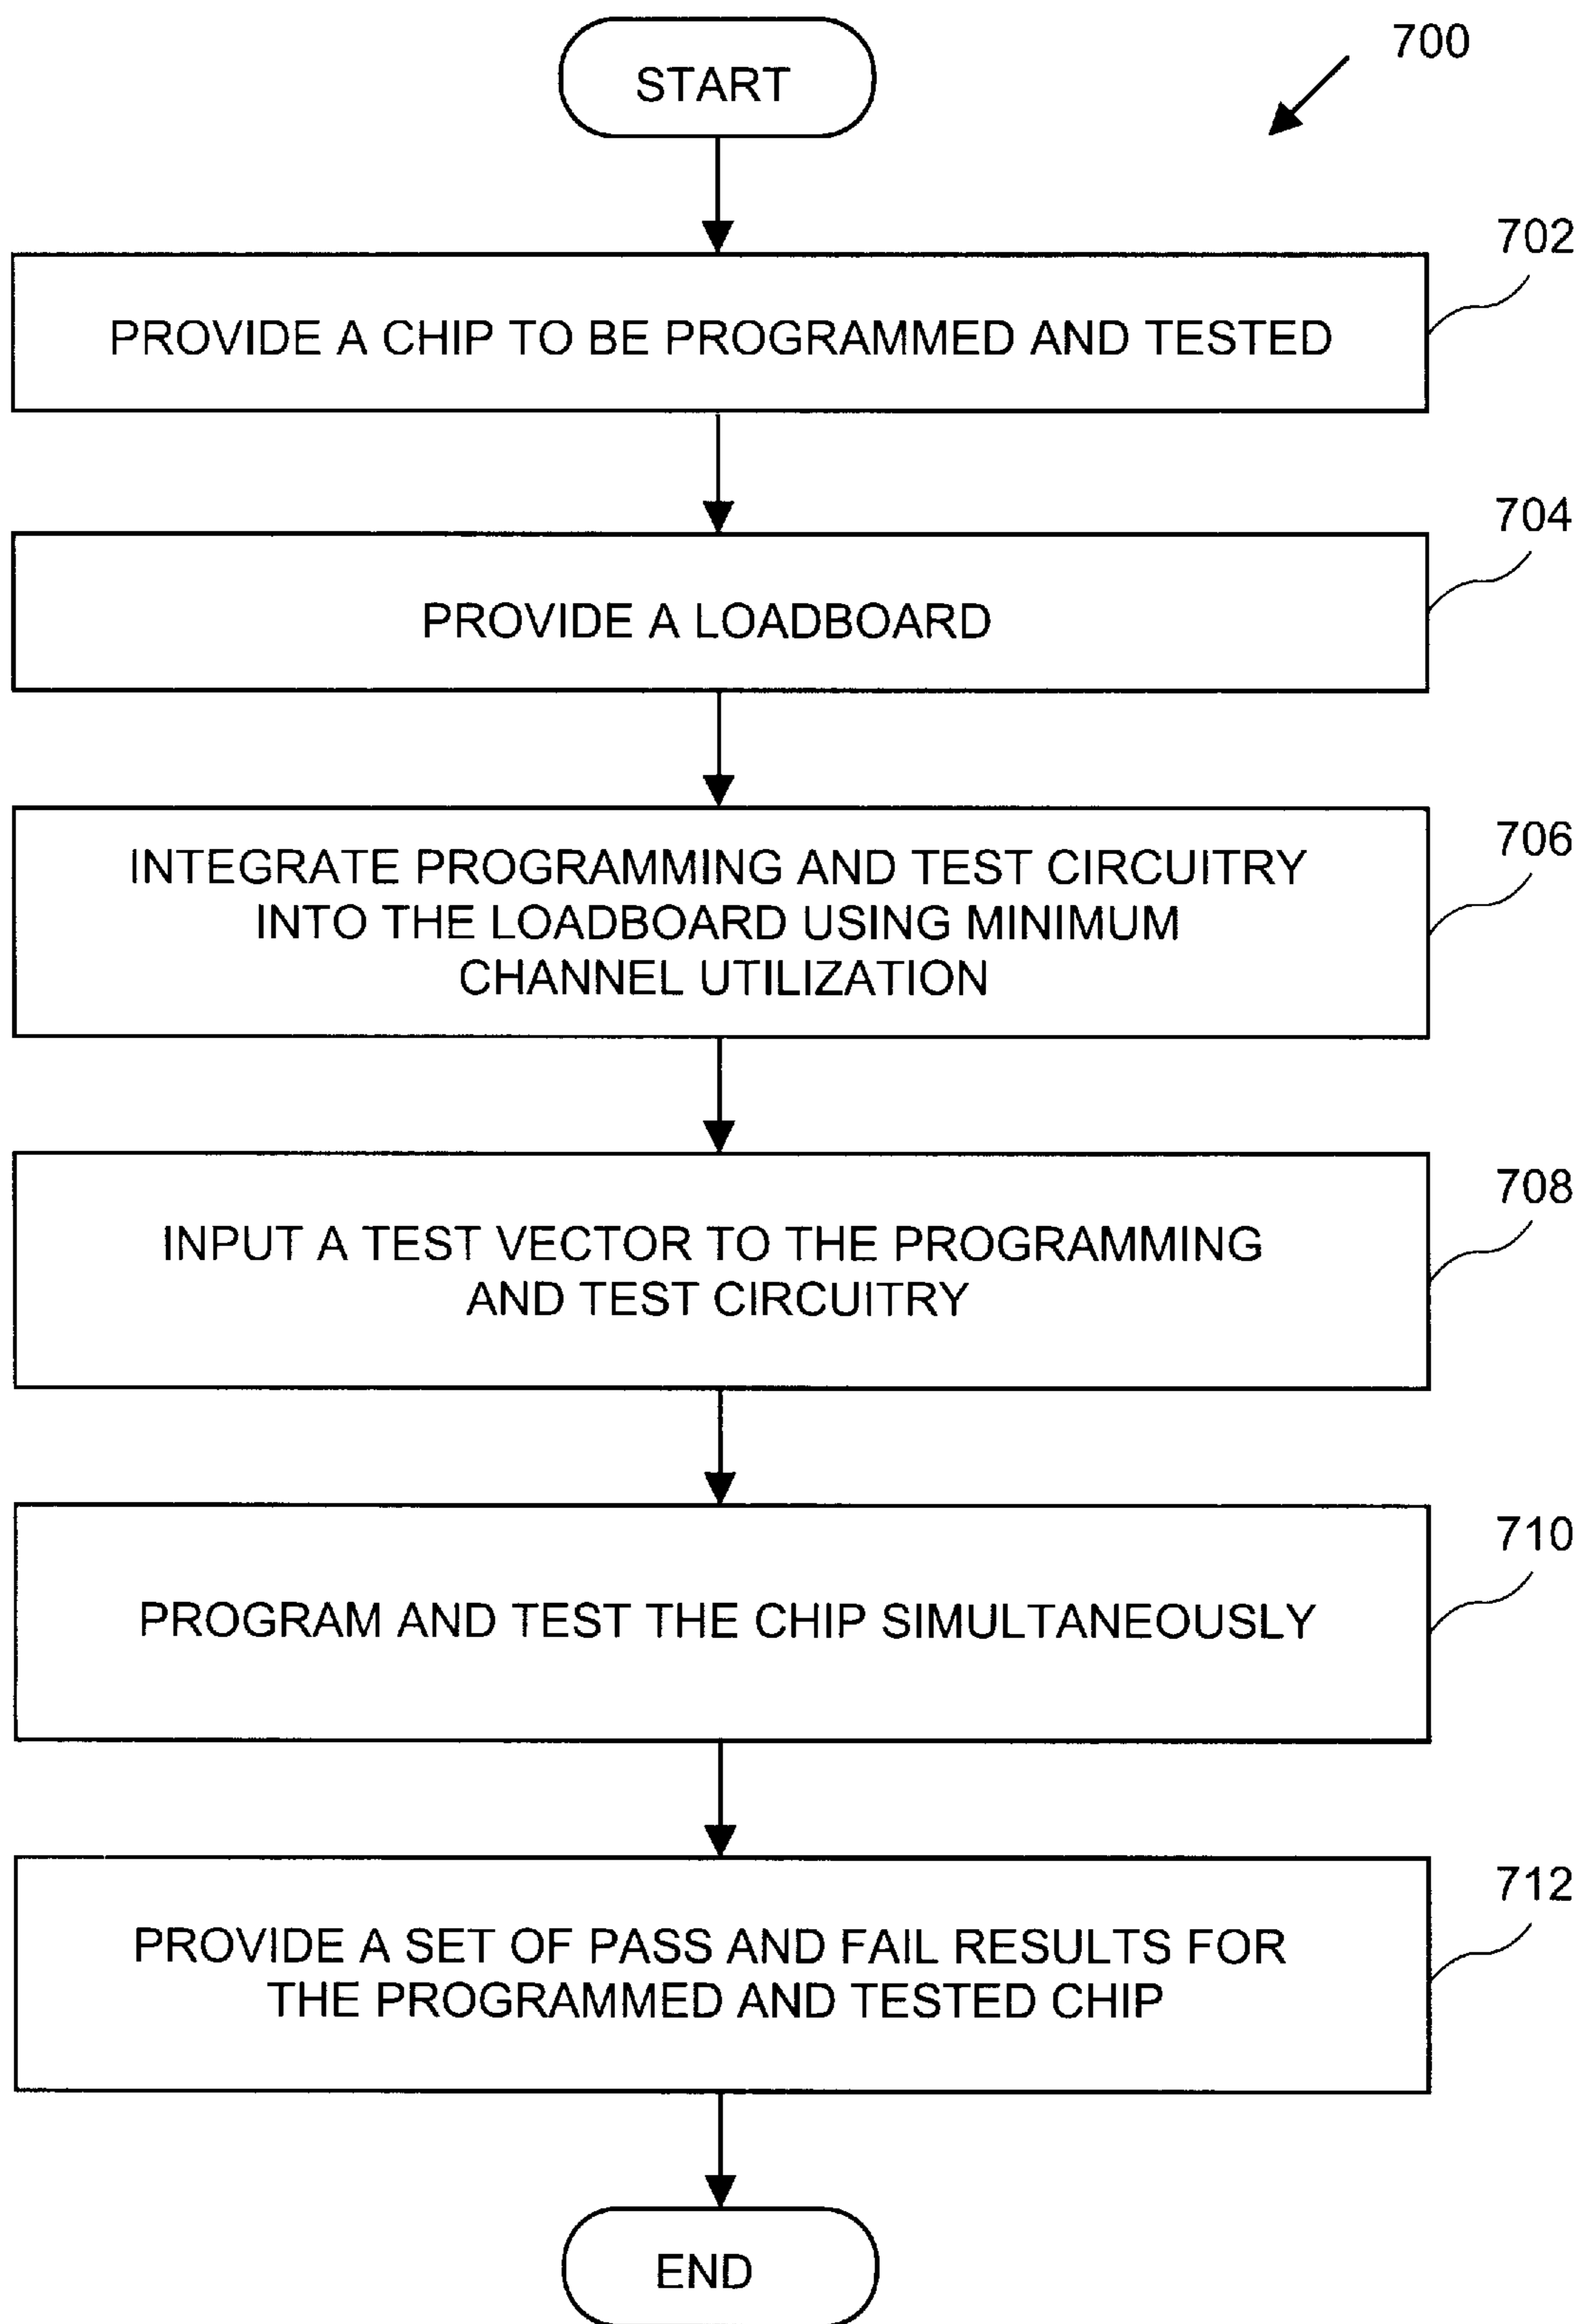 START
700
702
PROVIDE A CHIP TO BE PROGRAMMED AND TESTED
704
PROVIDE A LOADBOARD
706
INTEGRATE PROGRAMMING AND TEST CIRCUITRY
INTO THE LOADBOARD USING MINIMUM
CHANNEL UTILIZATION
708
INPUT A TEST VECTOR TO THE PROGRAMMING
AND TEST CIRCUITRY
710
PROGRAM AND TEST THE CHIP SIMULTANEOUSLY
712
PROVIDE A SET OF PASS AND FAIL RESULTS FOR
THE PROGRAMMED AND TESTED CHIP
END